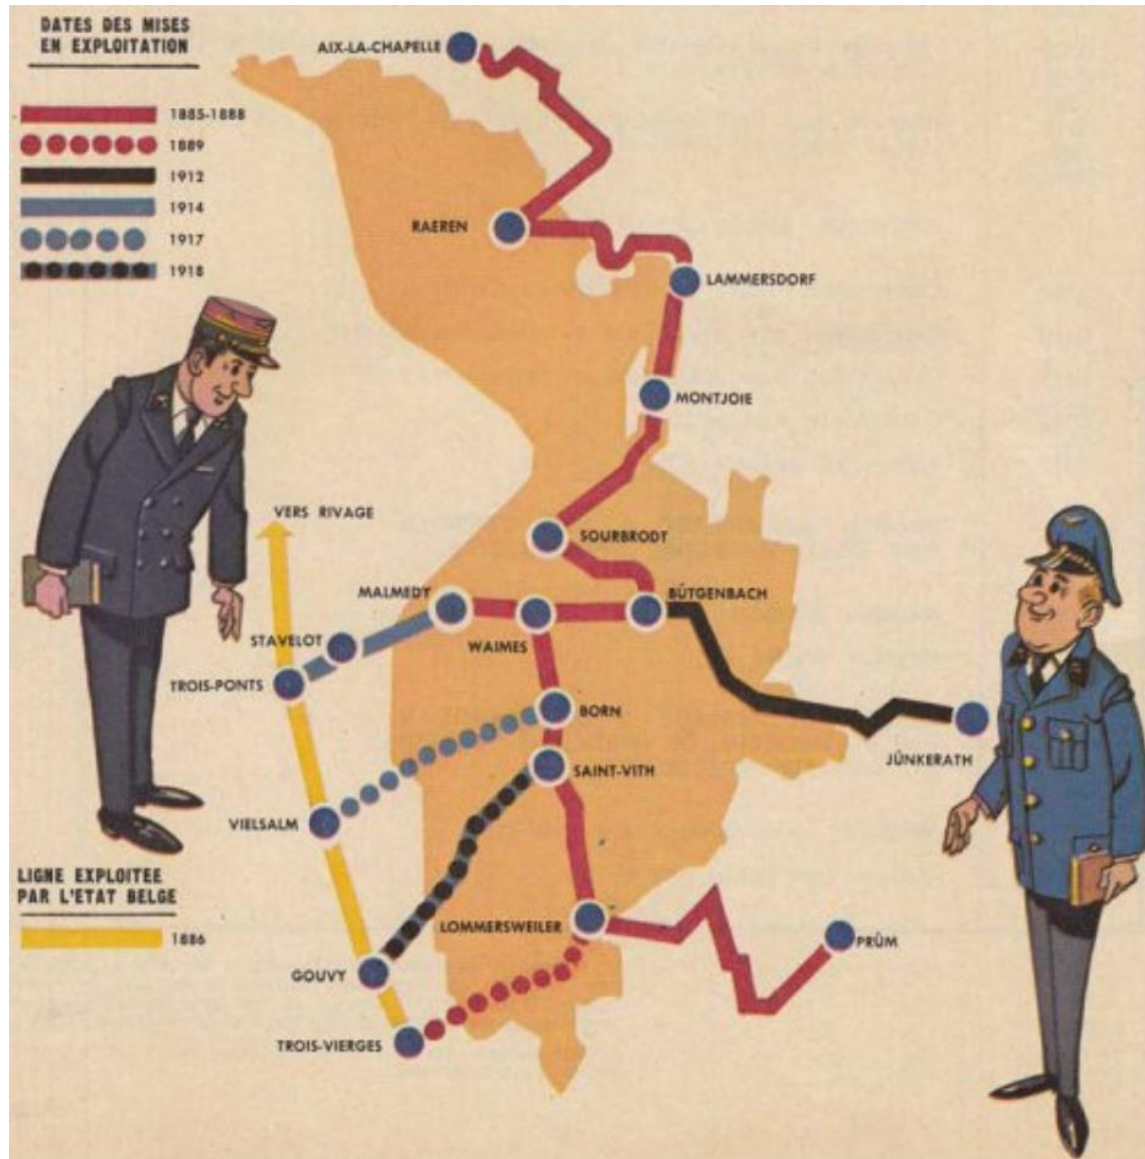 DATES DES MISES
EN EXPLOITATION
1885-1888
1889
1912
1914
1917
1918
AIX-LA-CHAPELLE
RAEREN
LAMMERSDORF
MONTJOIE
VERS RIVAGE
SOURBRODT
MALMEDY
BÜTGENBACH
STAVELOT
WAIMES
TROIS-PONTS
BORN
JÜNKERATH
SAINT-VITH
VIELSALM
LIGNE EXPLOITEE
PAR L'ETAT BELGE
1886
LOMMERSWEILER
PRÜM
GOUVY
TROIS-VIERGES